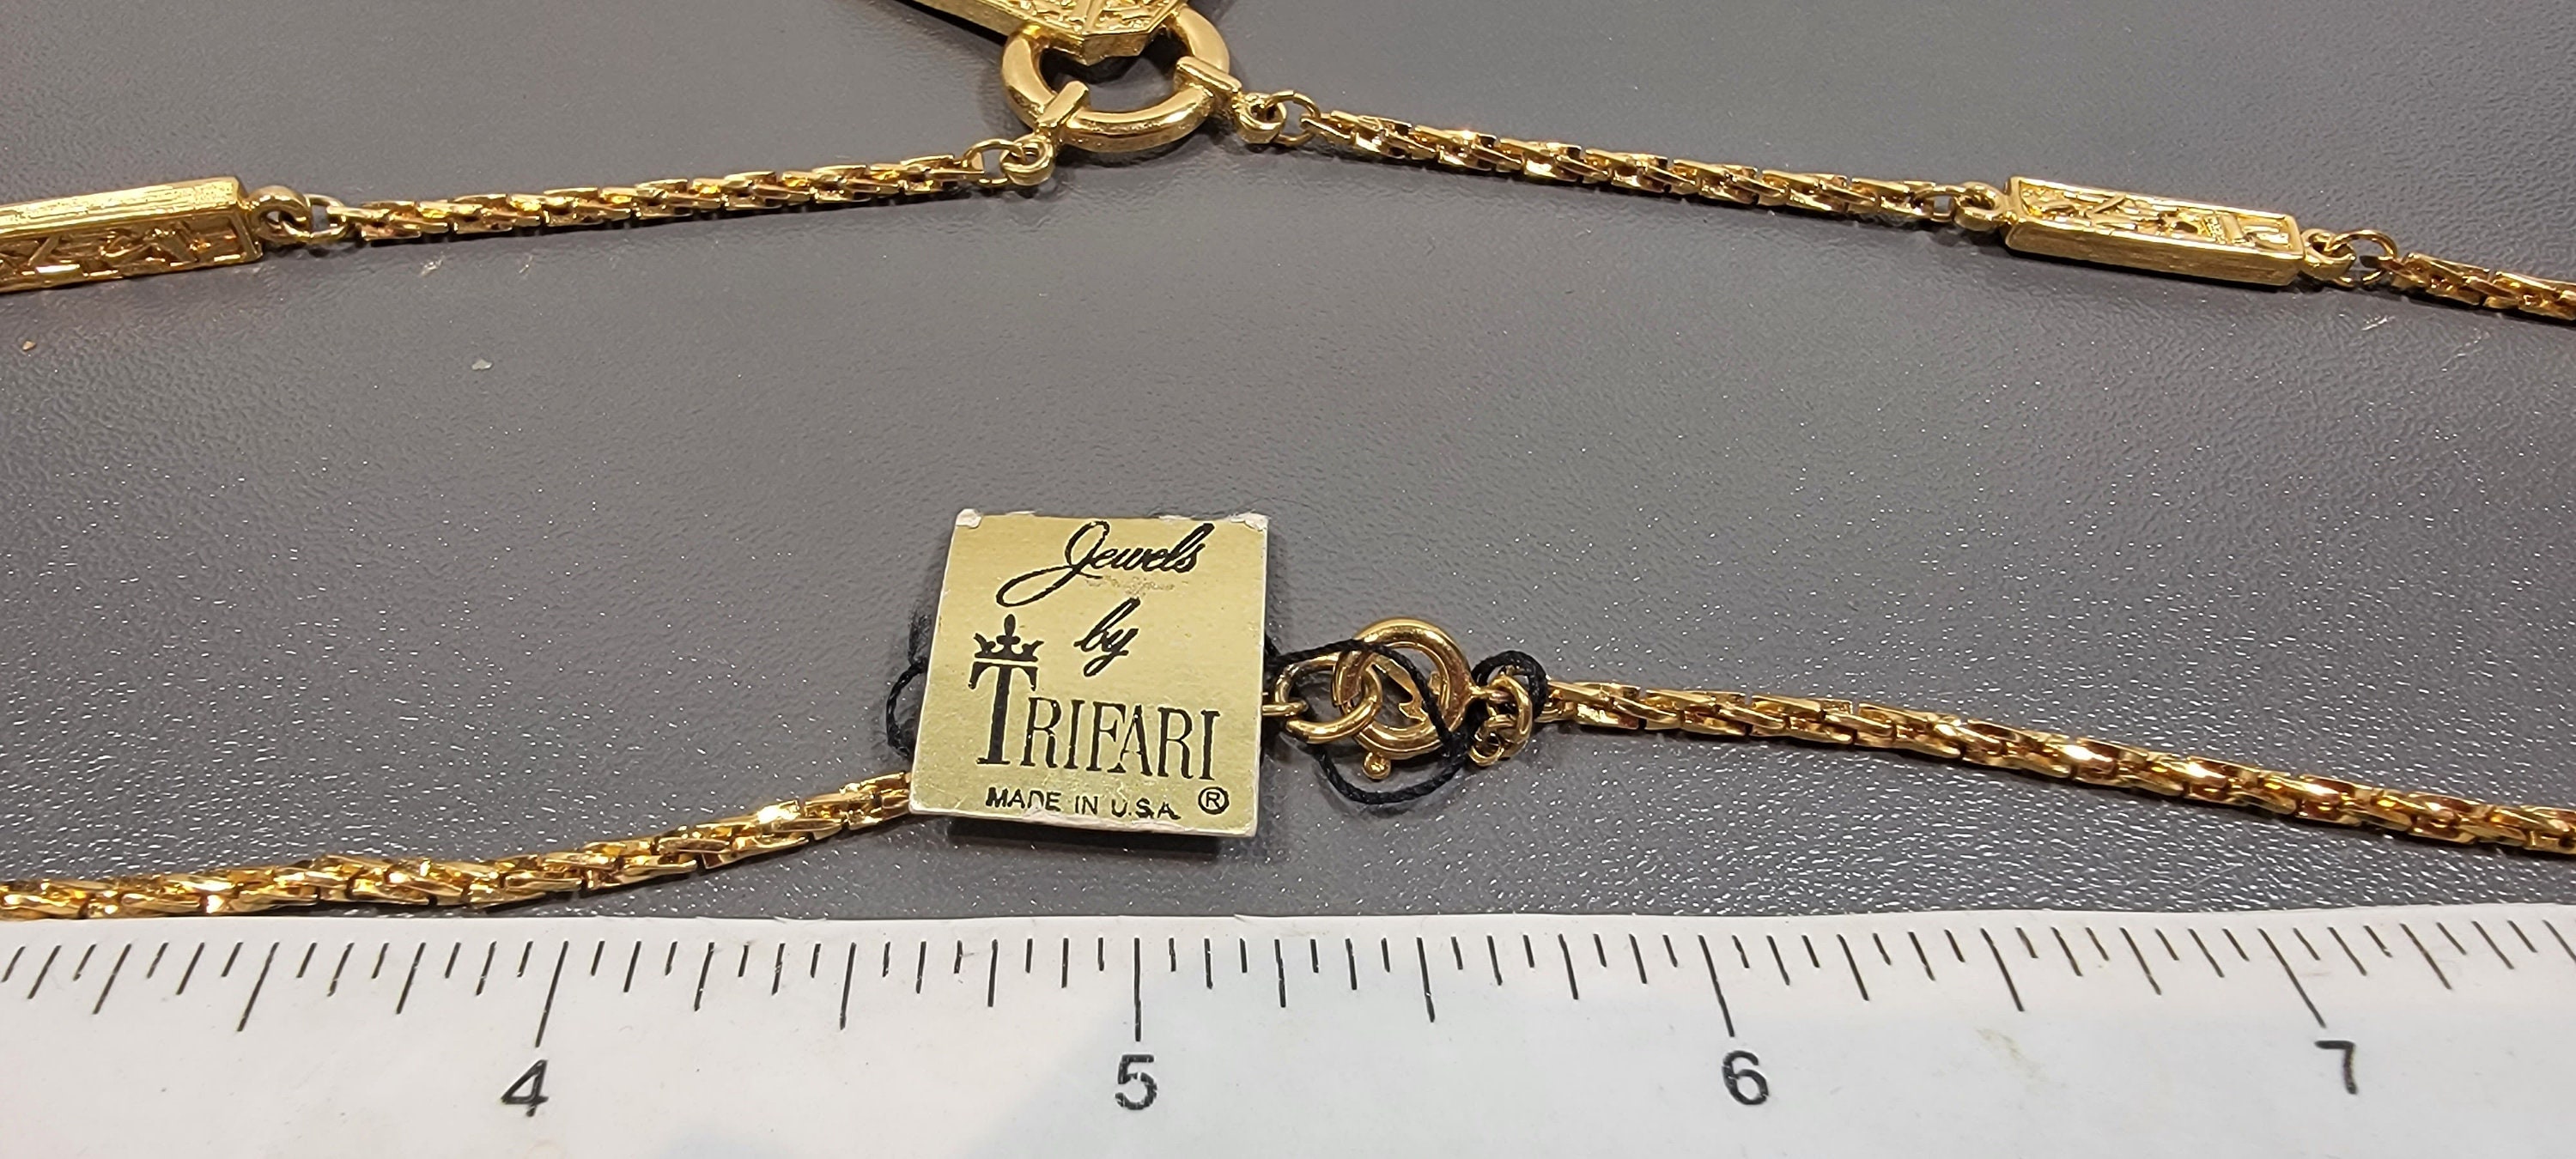 Jewels
by
TRIFARI
MADE IN U.S.A. ®
4 5 6 7